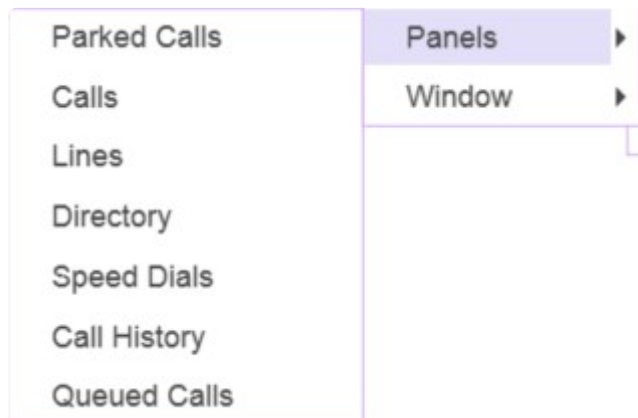 Parked Calls
Calls
Lines
Directory
Speed Dials
Call History
Queued Calls
Panels
Window